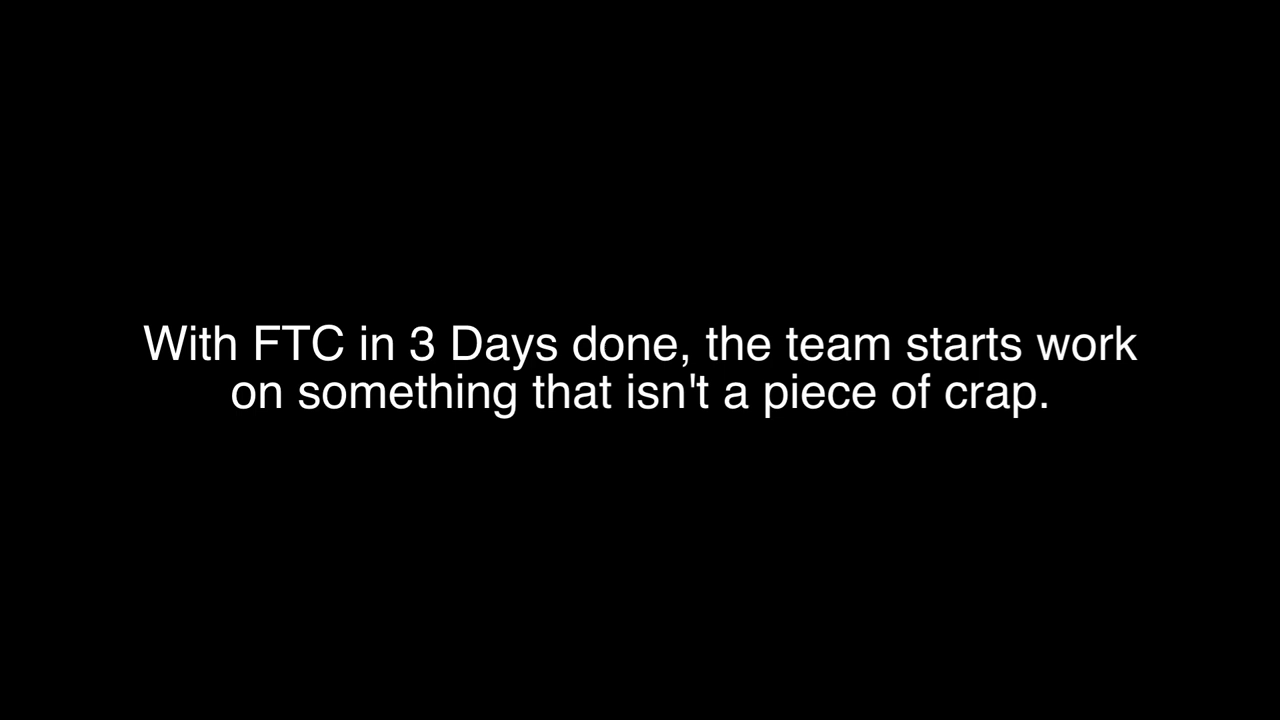 With FTC in 3 Days done, the team starts work
on something that isn't a piece of crap.